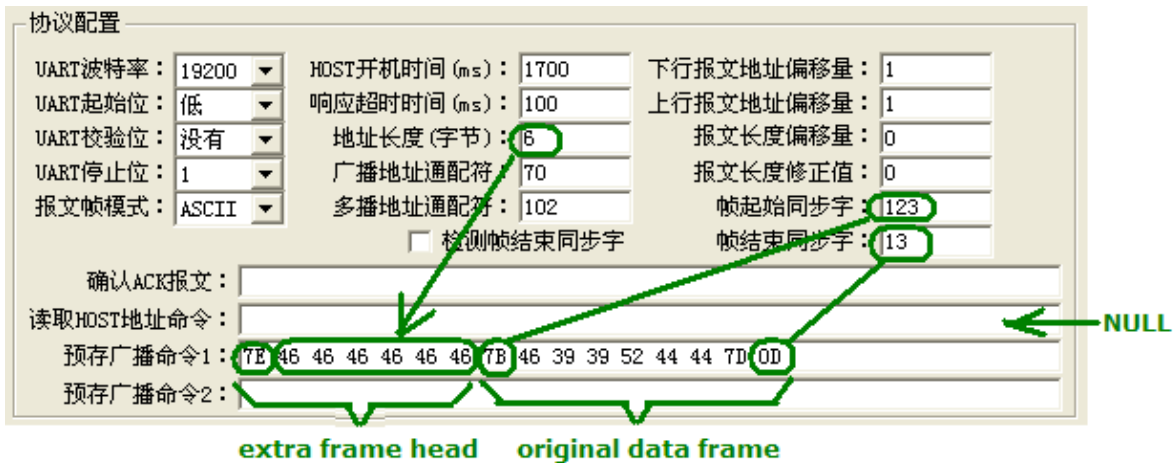 协议配置
UART波特率： 19200 HOST开机时间(ms)： 1700 下行报文地址偏移量： 1
UART起始位： 低 响应超时时间(ms)： 100 上行报文地址偏移量： 1
UART校验位： 没有 地址长度(字节)： 6 报文长度偏移量： 0
UART停止位： 1 广播地址通配符： 70 报文长度修正值： 0
报文帧模式： ASCII 多播地址通配符： 102 帧起始同步字： 123
检测帧结束同步字 帧结束同步字： 13
确认ACK报文：
读取HOST地址命令： NULL
预存广播命令1： 7E 46 46 46 46 46 46 7B 46 39 39 52 44 44 7D 0D
预存广播命令2：
extra frame head original data frame